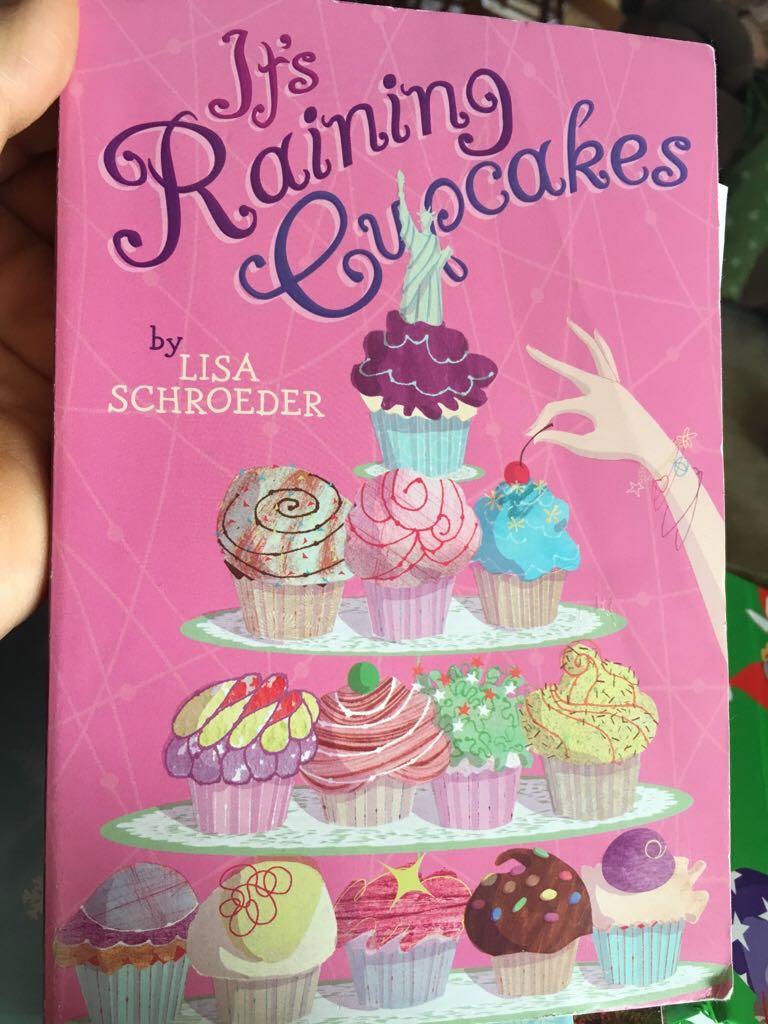 It's
Raining
Cupcakes
by
LISA
SCHROEDER